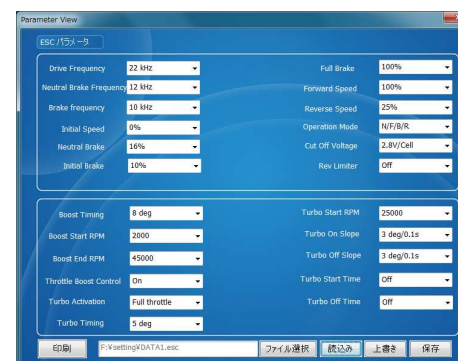 Parameter View
ESC パラメータ
Drive Frequency 22 kHz Full Brake 100%
Neutral Brake Frequency 12 kHz Forward Speed 100%
Brake frequency 10 kHz Reverse Speed 25%
Initial Speed 0% Operation Mode N/F/B/R
Neutral Brake 16% Cut Off Voltage 2.8V/Cell
Initial Brake 10% Rev Limiter Off
Boost Timing 8 deg Turbo Start RPM 25000
Boost Start RPM 2000 Turbo On Slope 3 deg/0.1s
Boost End RPM 45000 Turbo Off Slope 3 deg/0.1s
Throttle Boost Control On Turbo Start Time Off
Turbo Activation Full throttle Turbo Off Time Off
Turbo Timing 5 deg
印刷 F:¥setting¥DATA1.esc ファイル選択 読込み 上書き 保存